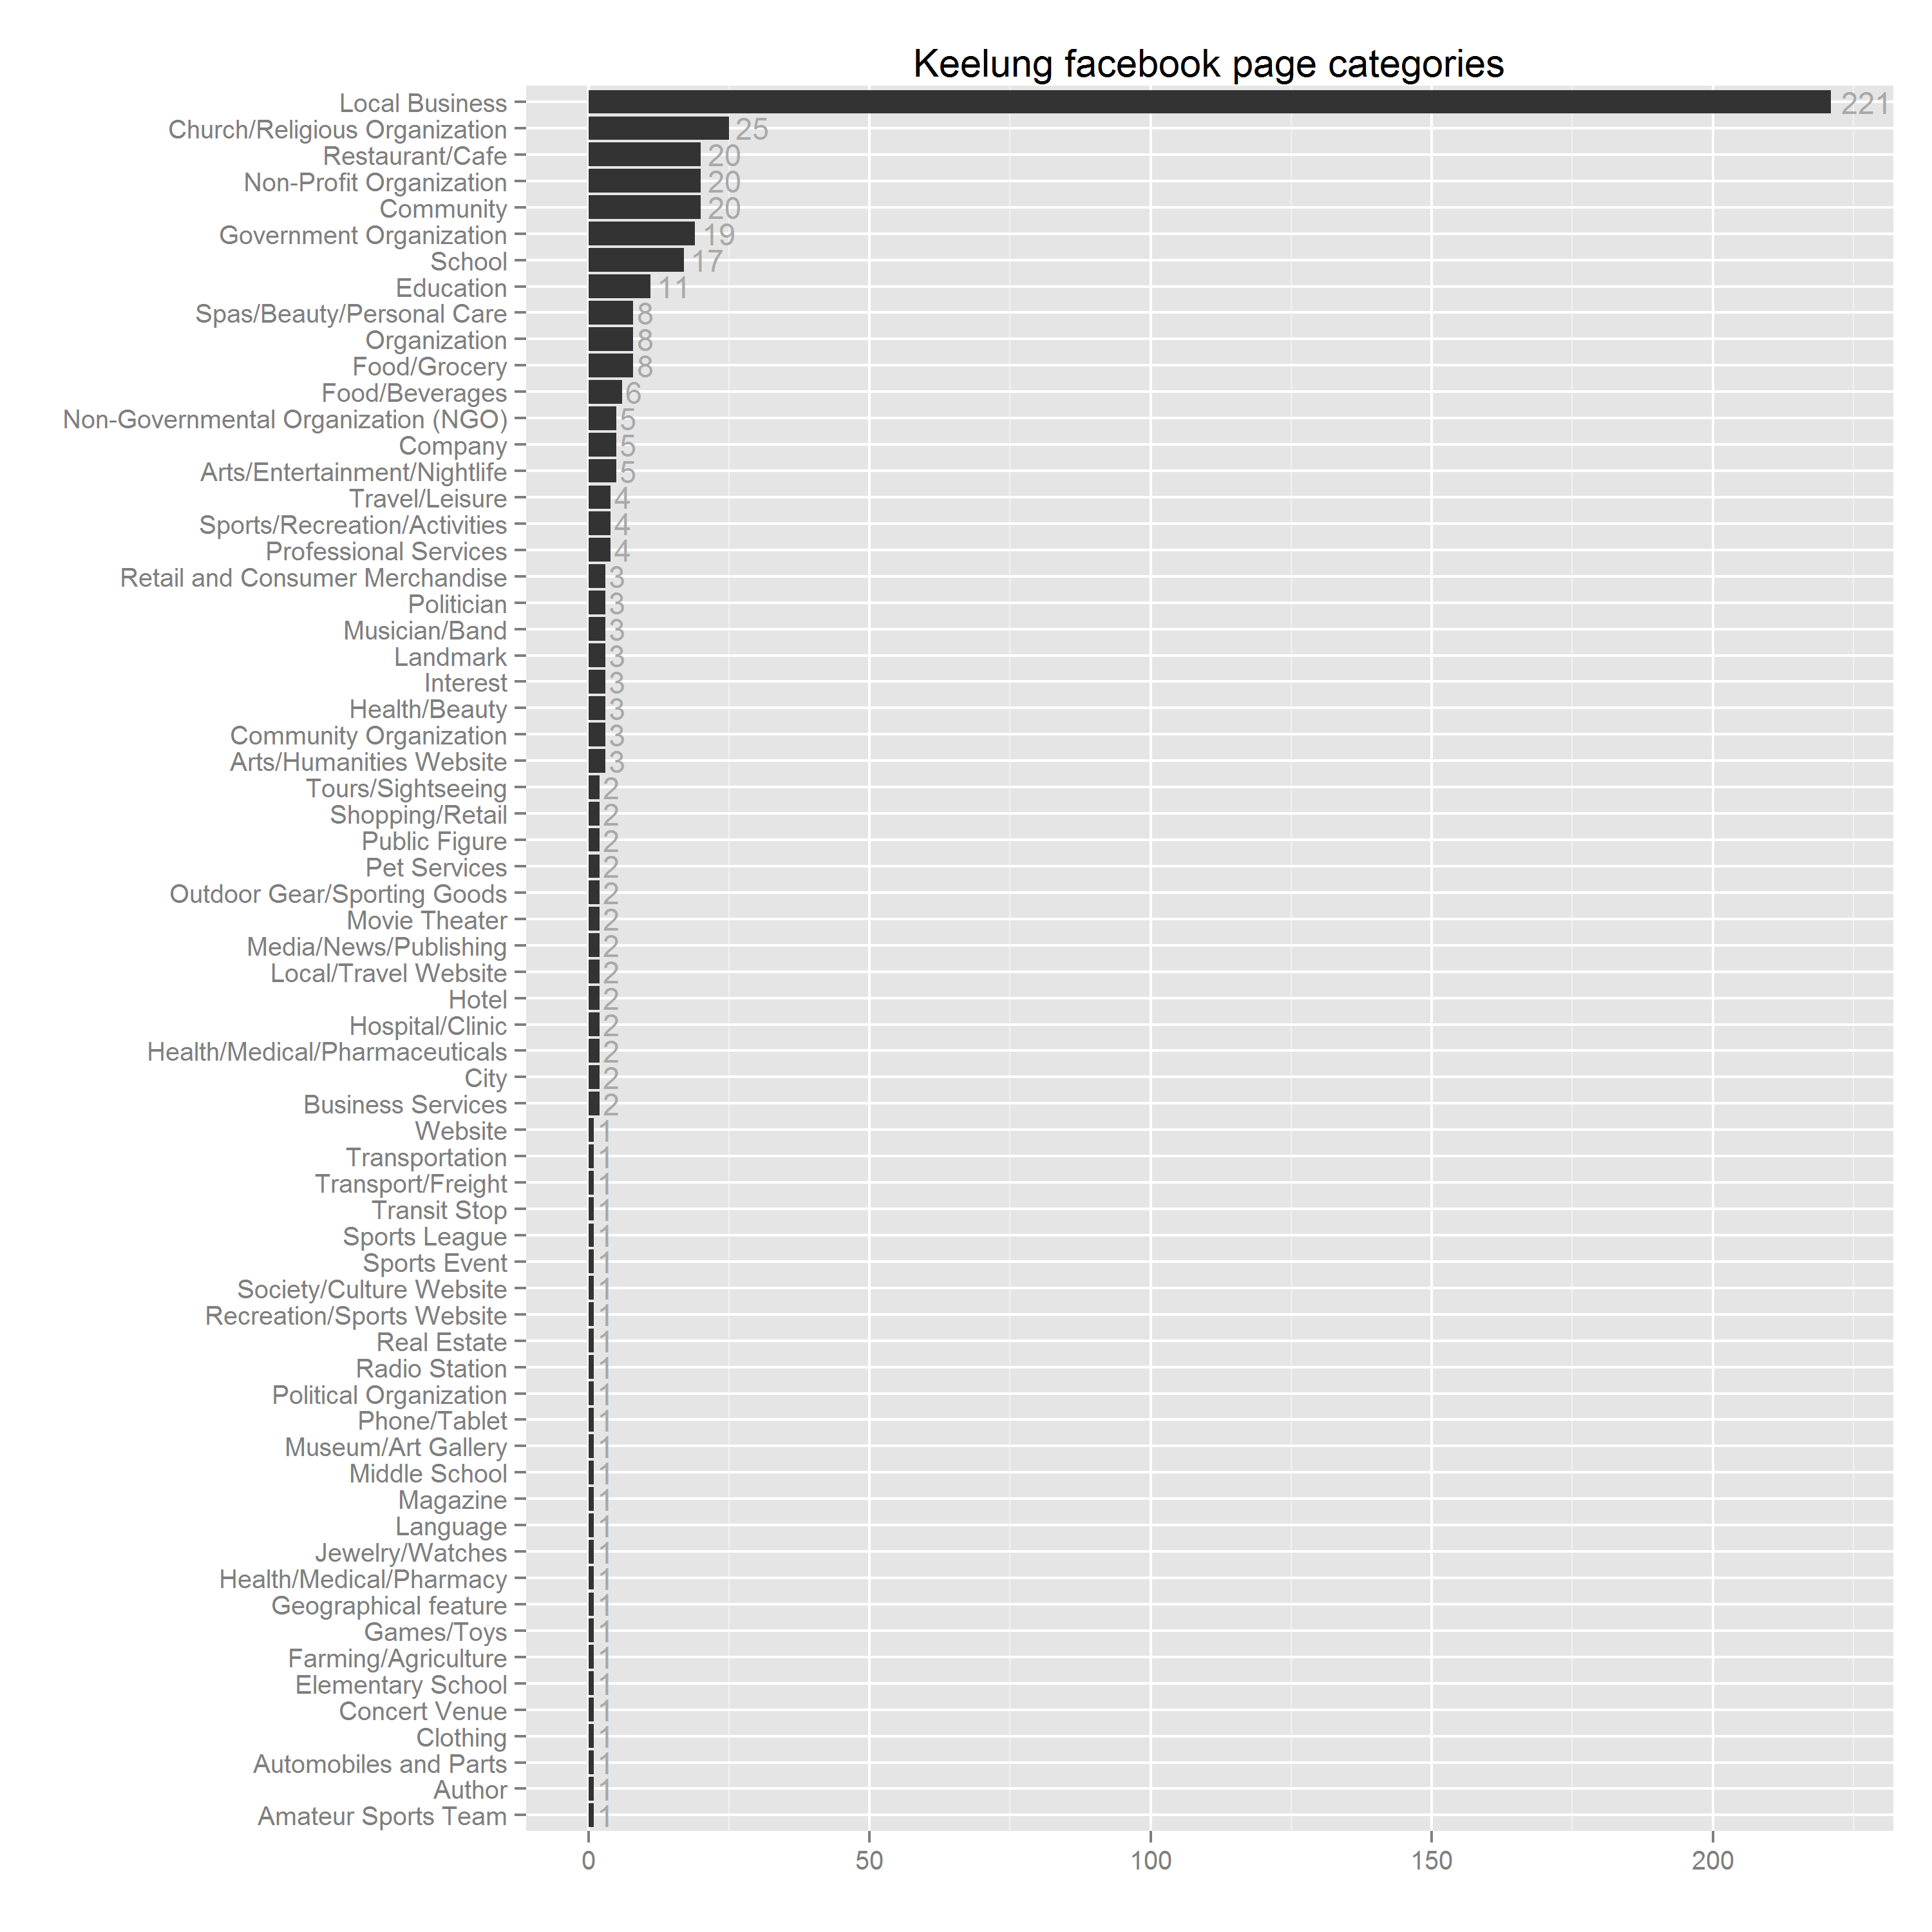 Keelung facebook page categories
Local Business 221
Church/Religious Organization 25
Restaurant/Cafe 20
Non-Profit Organization 20
Community 20
Government Organization 19
School 17
Education 11
Spas/Beauty/Personal Care 8
Organization 8
Food/Grocery 8
Food/Beverages 6
Non-Governmental Organization (NGO) 5
Company 5
Arts/Entertainment/Nightlife 5
Travel/Leisure 4
Sports/Recreation/Activities 4
Professional Services 4
Retail and Consumer Merchandise 3
Politician 3
Musician/Band 3
Landmark 3
Interest 3
Health/Beauty 3
Community Organization 3
Arts/Humanities Website 3
Tours/Sightseeing 2
Shopping/Retail 2
Public Figure 2
Pet Services 2
Outdoor Gear/Sporting Goods 2
Movie Theater 2
Media/News/Publishing 2
Local/Travel Website 2
Hotel 2
Hospital/Clinic 2
Health/Medical/Pharmaceuticals 2
City 2
Business Services 2
Website 1
Transportation 1
Transport/Freight 1
Transit Stop 1
Sports League 1
Sports Event 1
Society/Culture Website 1
Recreation/Sports Website 1
Real Estate 1
Radio Station 1
Political Organization 1
Phone/Tablet 1
Museum/Art Gallery 1
Middle School 1
Magazine 1
Language 1
Jewelry/Watches 1
Health/Medical/Pharmacy 1
Geographical feature 1
Games/Toys 1
Farming/Agriculture 1
Elementary School 1
Concert Venue 1
Clothing 1
Automobiles and Parts 1
Author 1
Amateur Sports Team 1
0 50 100 150 200